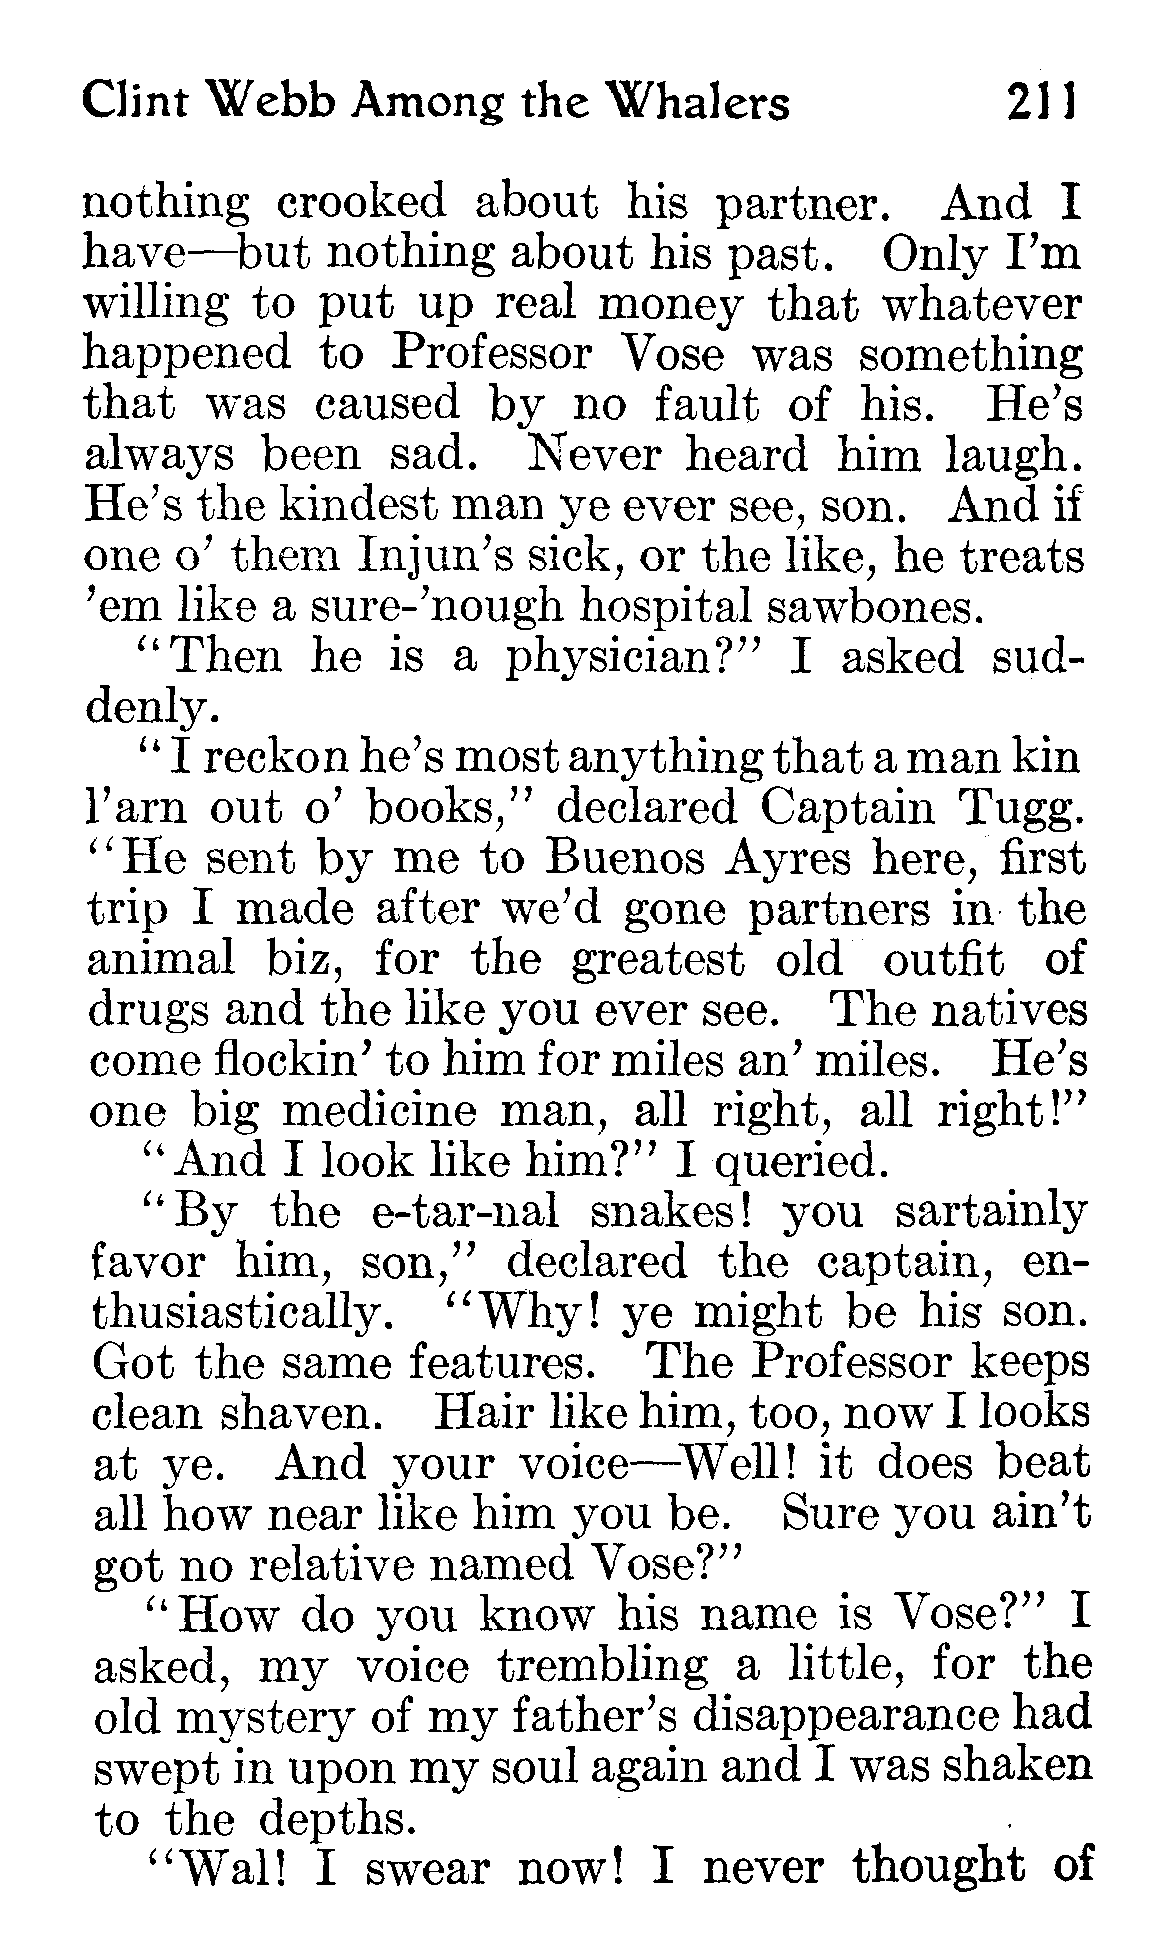 Clint Webb Among the Whalers 211
nothing crooked about his partner. And I
have—but nothing about his past. Only I'm
willing to put up real money that whatever
happened to Professor Vose was something
that was caused by no fault of his. He's
always been sad. Never heard him laugh.
He's the kindest man ye ever see, son. And if
one o' them Injun's sick, or the like, he treats
'em like a sure-'nough hospital sawbones.
"Then he is a physician?" I asked sud-
denly.
"I reckon he's most anything that a man kin
l'arn out o' books," declared Captain Tugg.
"He sent by me to Buenos Ayres here, first
trip I made after we'd gone partners in the
animal biz, for the greatest old outfit of
drugs and the like you ever see. The natives
come flockin' to him for miles an' miles. He's
one big medicine man, all right, all right!"
"And I look like him?" I queried.
"By the e-tar-nal snakes! you sartainly
favor him, son," declared the captain, en-
thusiastically. "Why! ye might be his son.
Got the same features. The Professor keeps
clean shaven. Hair like him, too, now I looks
at ye. And your voice—Well! it does beat
all how near like him you be. Sure you ain't
got no relative named Vose?"
"How do you know his name is Vose?" I
asked, my voice trembling a little, for the
old mystery of my father's disappearance had
swept in upon my soul again and I was shaken
to the depths.
"Wal! I swear now! I never thought of